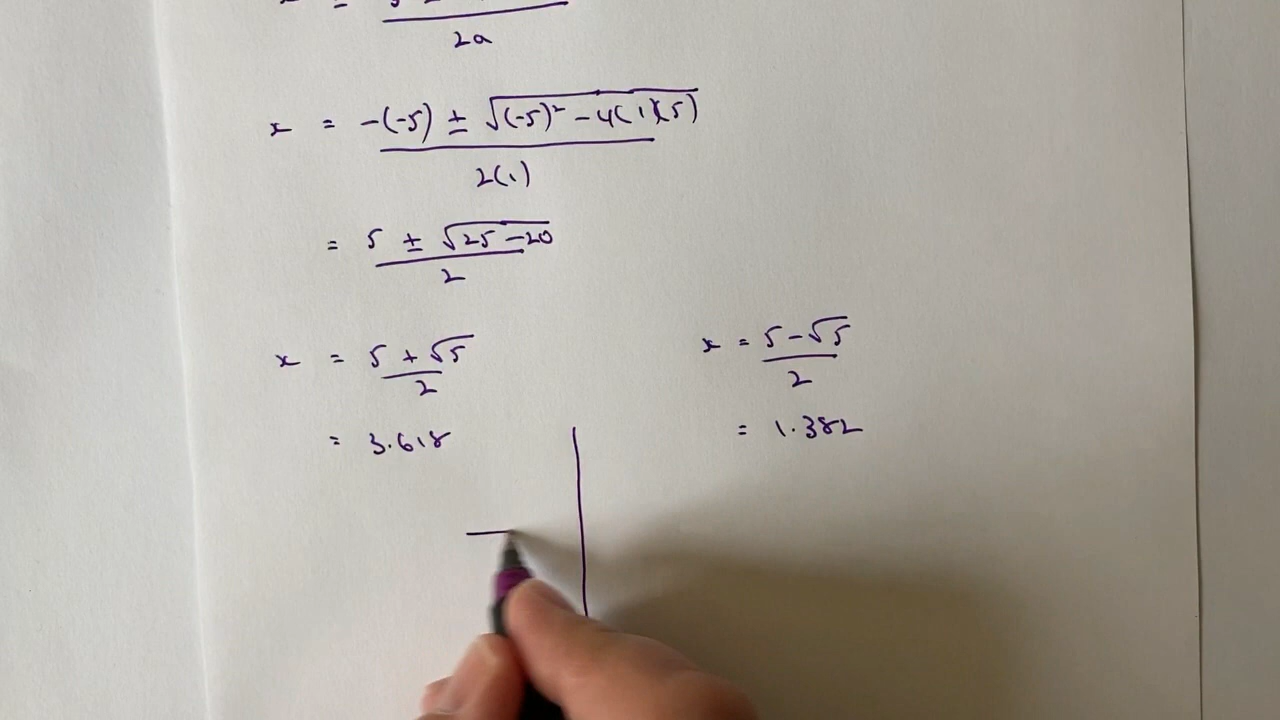 2a
x = -(-5) ± √(-5)² - 4(1)(5)
2(1)
= 5 ± √25 - 20
2
x = 5 + √5
2
= 3.618
x = 5 - √5
2
= 1.382